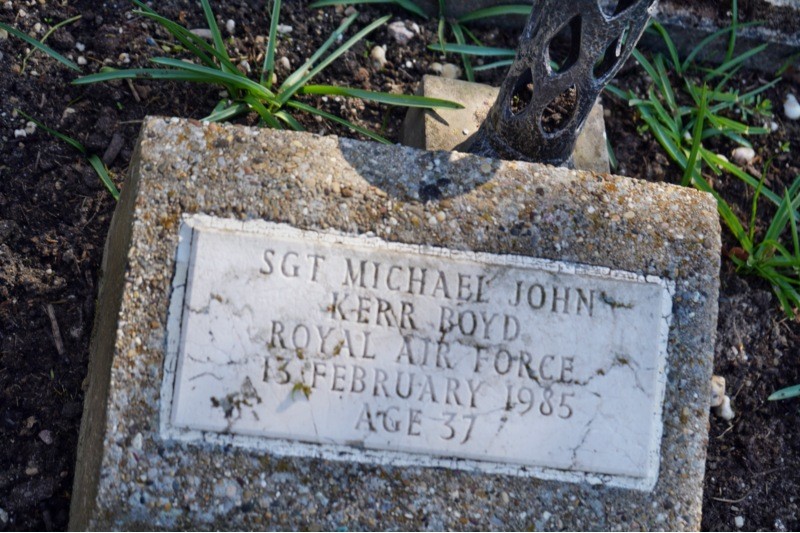 SGT MICHAEL JOHN
KERR BOYD
ROYAL AIR FORCE
13 FEBRUARY 1985
AGE 37